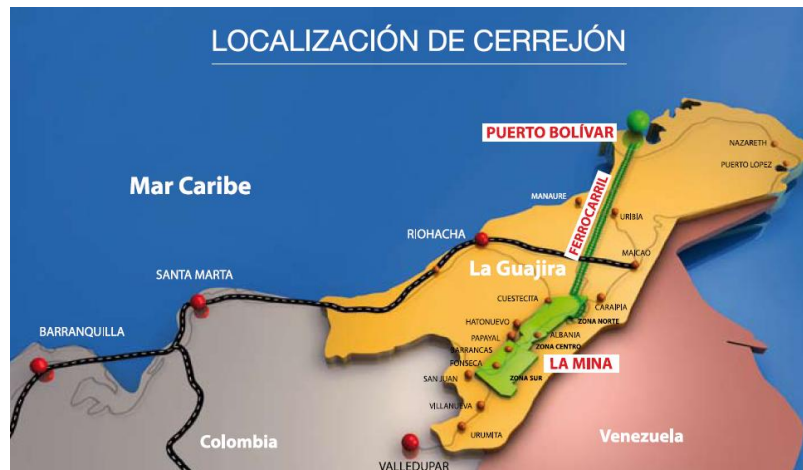 LOCALIZACIÓN DE CERREJÓN
PUERTO BOLÍVAR
NAZARETH
PUERTO LOPEZ
Mar Caribe
MANAURE
URIBIA
FERROCARRIL
RIOHACHA
MAICAO
La Guajira
SANTA MARTA
CUESTECITA
CARAIPIA
ZONA NORTE
HATONUEVO
BARRANQUILLA
PAPAYAL
ALBANIA
ZONA CENTRO
BARRANCAS
FONSECA
LA MINA
SAN JUAN
ZONA SUR
VILLANUEVA
URUMITA
Colombia
Venezuela
VALLEDUPAR